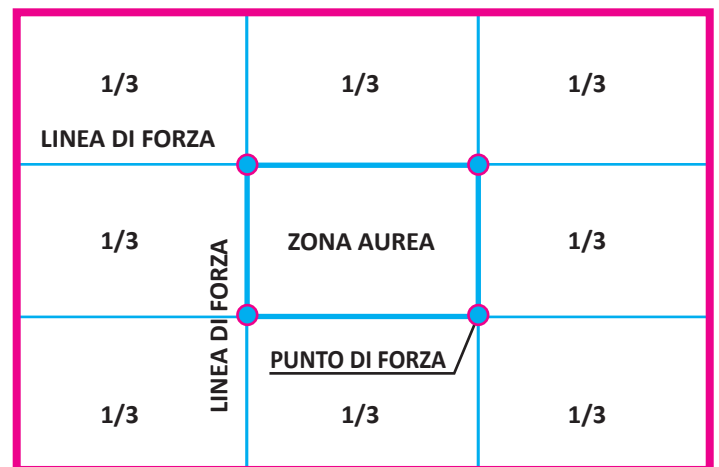 1/3 1/3 1/3
LINEA DI FORZA
1/3 ZONA AUREA 1/3
LINEA DI FORZA
PUNTO DI FORZA
1/3 1/3 1/3